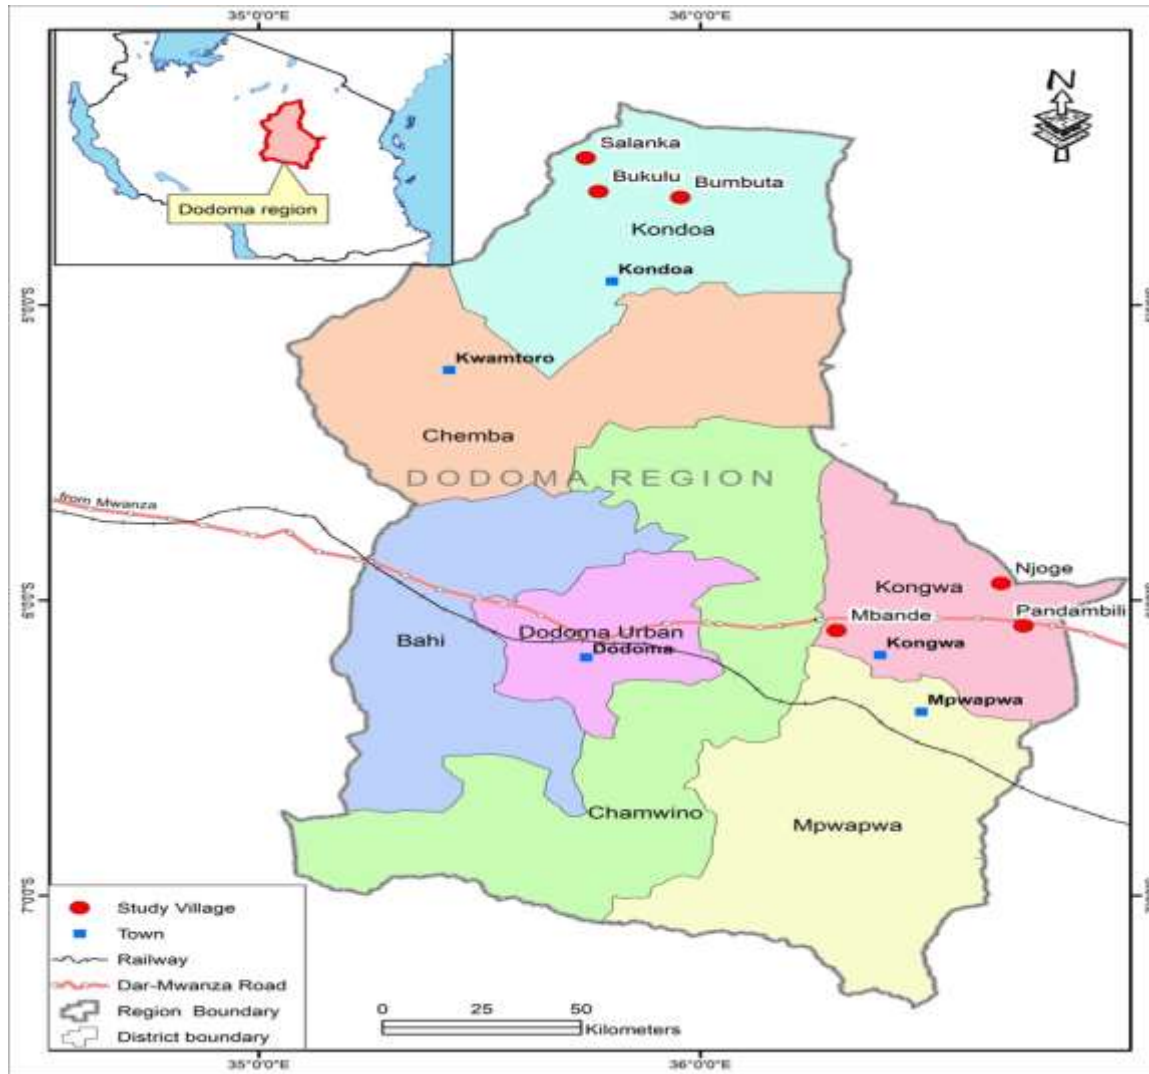 35°0'0"E
36°0'0"E
N
Dodoma region
Salanka
Bukulu
Bumbuta
Kondoa
Kondoa
5°0'0"S
Kwamtoro
Chemba
DODOMA REGION
from Mwanza
Njoge
Kongwa
6°0'0"S
Pandambili
Mbande
Dodoma Urban
Bahi
Dodoma
Kongwa
Mpwapwa
Chamwino
Mpwapwa
7°0'0"S
Study Village
Town
Railway
Dar-Mwanza Road
Region Boundary
District boundary
0 25 50
Kilometers
35°0'0"E
36°0'0"E